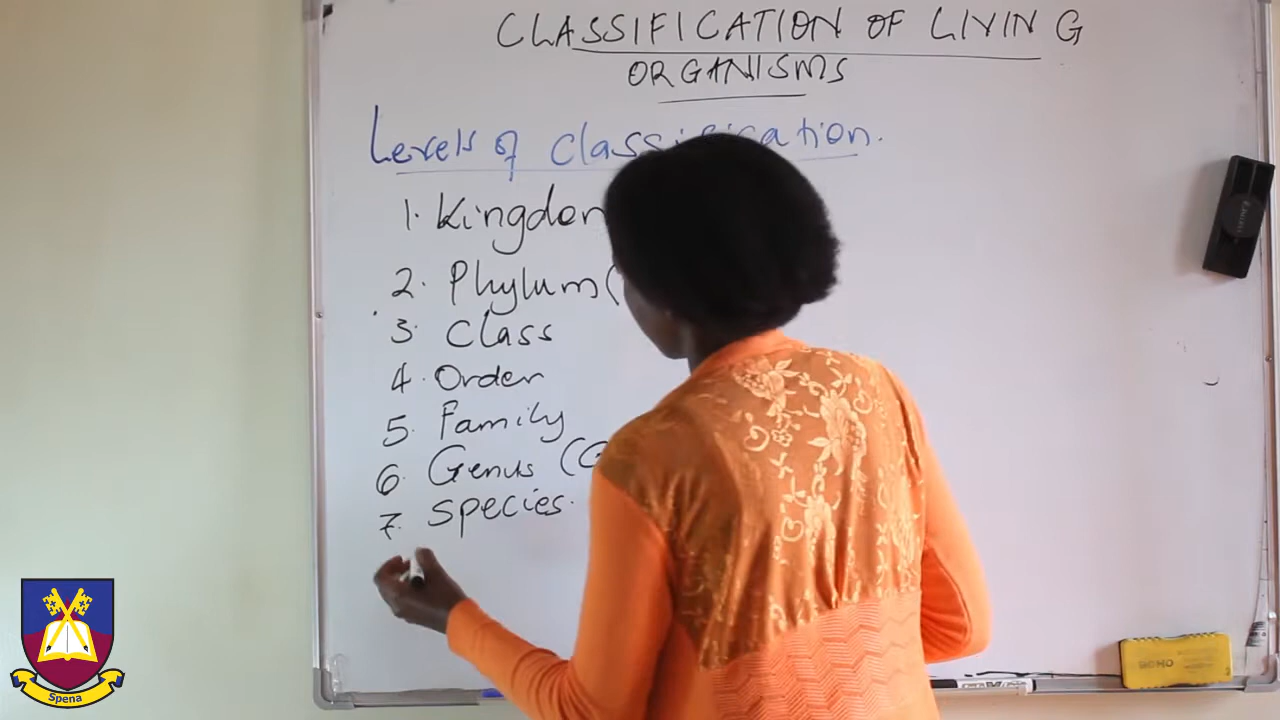 CLASSIFICATION OF LIVING
ORGANISMS
Levels of classification.
1. Kingdom
2. Phylum (
3. Class
4. Order
5. Family
6. Genus (G
7. Species.
Spena